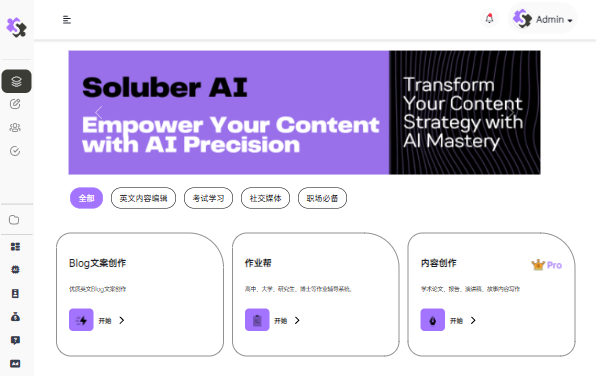 Admin
Soluber AI
Empower Your Content
with AI Precision
Transform
Your Content
Strategy with
AI Mastery
全部
英文内容编辑
考试学习
社交媒体
职场必备
Blog文案创作
优质英文Blog文案创作
开始
作业帮
高中、大学、研究生、博士等作业辅导系统。
开始
内容创作
Pro
学术论文、报告、演讲稿、故事内容写作
开始
Ad